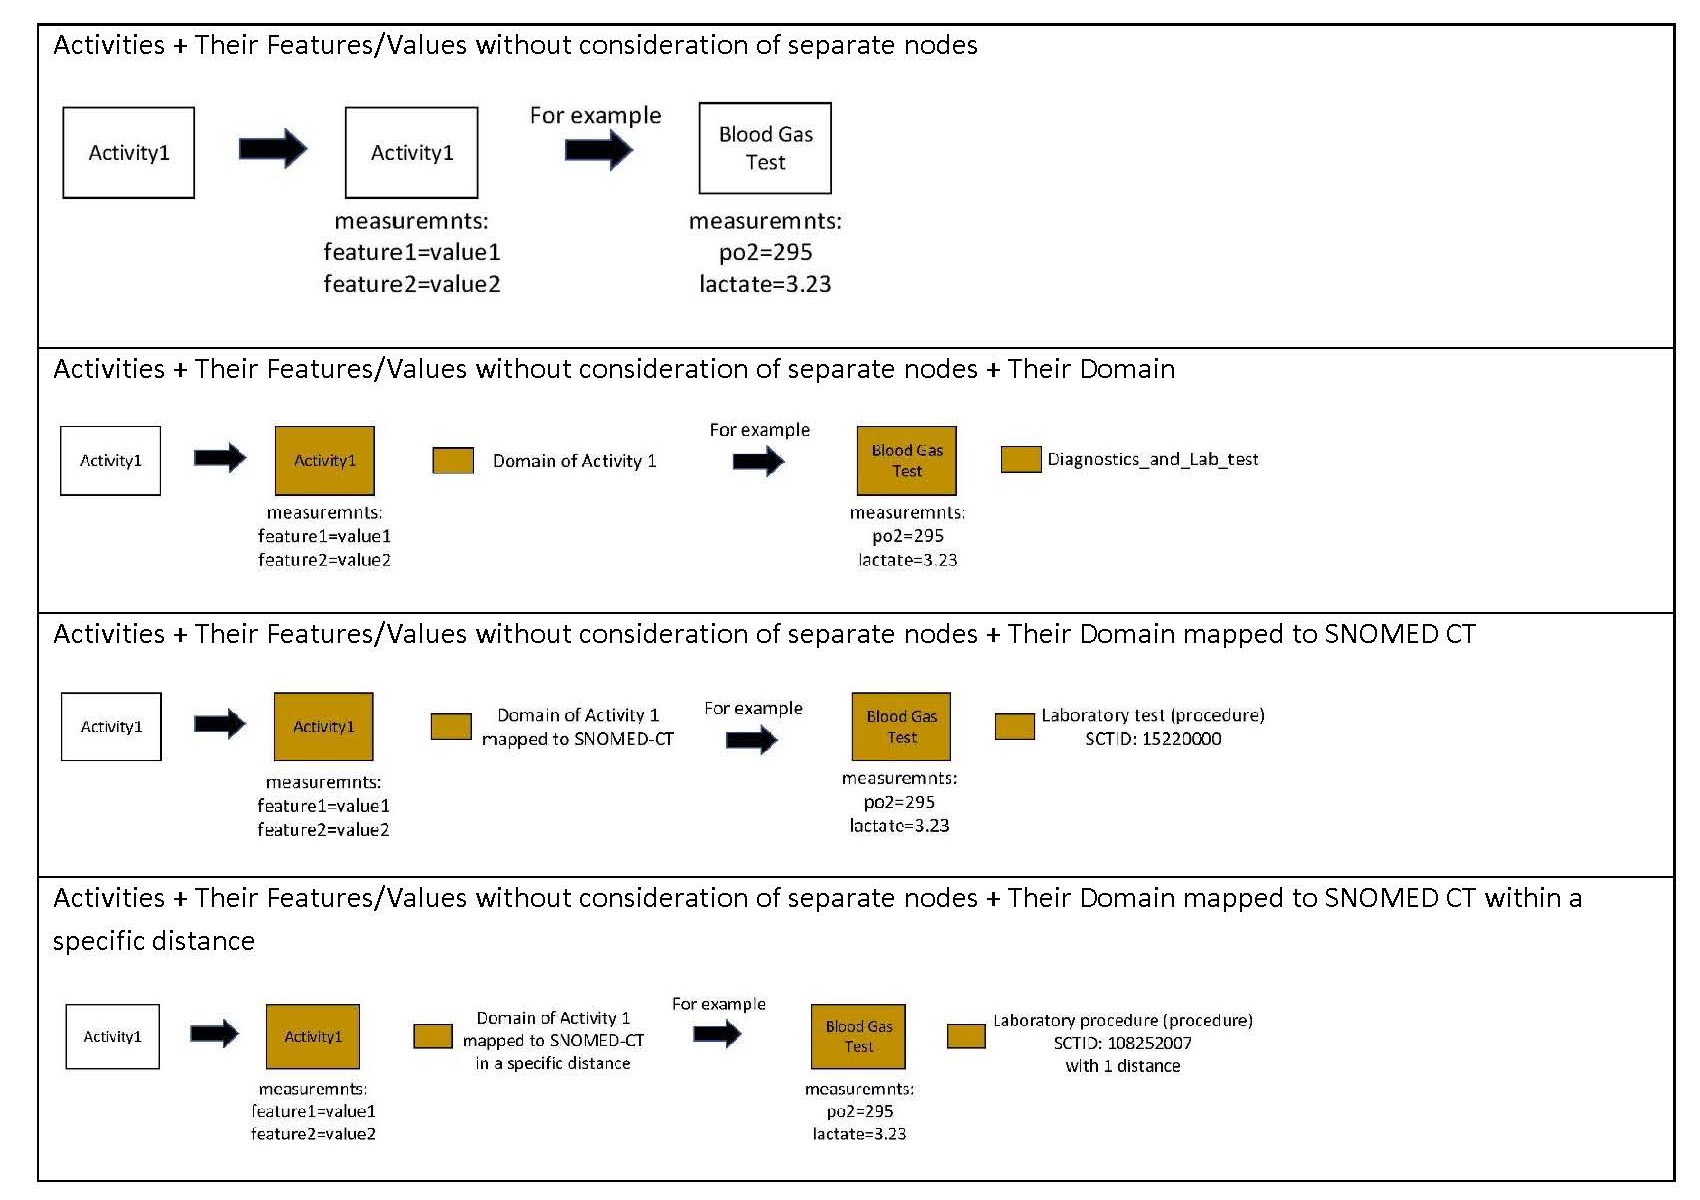 Activities + Their Features/Values without consideration of separate nodes
For example
Activity1
Activity1
Blood Gas
Test
measuremnts:
feature1=value1
feature2=value2
measuremnts:
po2=295
lactate=3.23
Activities + Their Features/Values without consideration of separate nodes + Their Domain
For example
Activity1
Activity1
Domain of Activity 1
Blood Gas
Test
Diagnostics_and_Lab_test
measuremnts:
feature1=value1
feature2=value2
measuremnts:
po2=295
lactate=3.23
Activities + Their Features/Values without consideration of separate nodes + Their Domain mapped to SNOMED CT
Activity1
Activity1
Domain of Activity 1
mapped to SNOMED-CT
For example
Blood Gas
Test
Laboratory test (procedure)
SCTID: 15220000
measuremnts:
feature1=value1
feature2=value2
measuremnts:
po2=295
lactate=3.23
Activities + Their Features/Values without consideration of separate nodes + Their Domain mapped to SNOMED CT within a
specific distance
Activity1
Activity1
Domain of Activity 1
mapped to SNOMED-CT
in a specific distance
For example
Blood Gas
Test
Laboratory procedure (procedure)
SCTID: 108252007
with 1 distance
measuremnts:
feature1=value1
feature2=value2
measuremnts:
po2=295
lactate=3.23